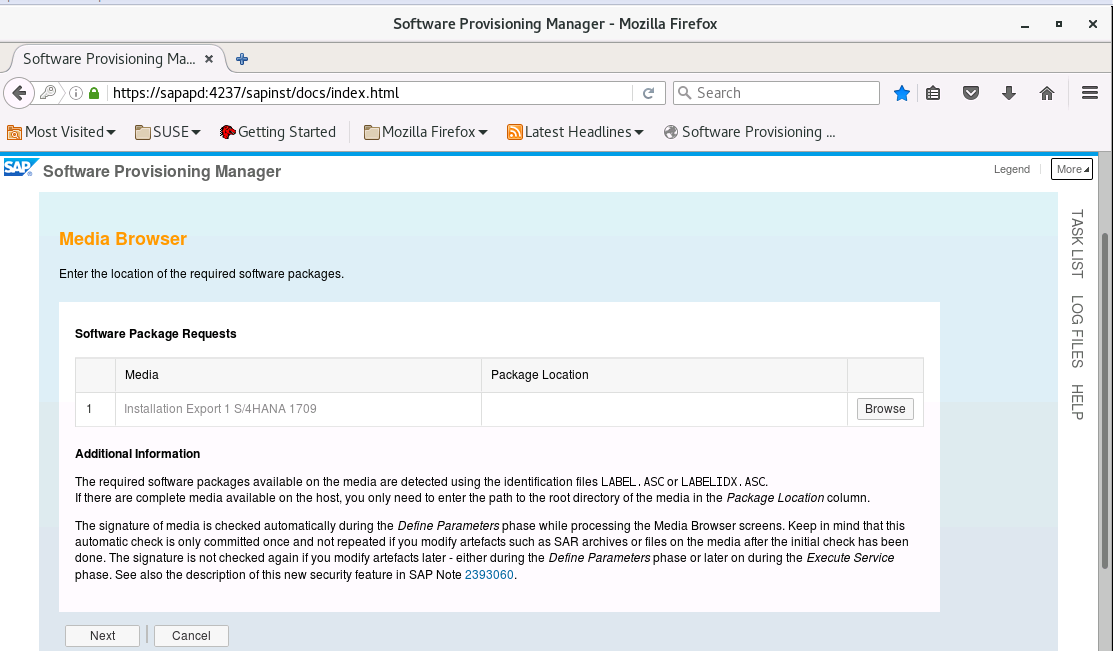 Software Provisioning Manager - Mozilla Firefox
Software Provisioning Ma...
https://sapapd:4237/sapinst/docs/index.html
Search
Most Visited
SUSE
Getting Started
Mozilla Firefox
Latest Headlines
Software Provisioning ...
SAP
Software Provisioning Manager
Legend
More
TASK LIST
LOG FILES
HELP
Media Browser
Enter the location of the required software packages.
Software Package Requests
Media Package Location
1 Installation Export 1 S/4HANA 1709 Browse
Additional Information
The required software packages available on the media are detected using the identification files LABEL.ASC or LABELIDX.ASC.
If there are complete media available on the host, you only need to enter the path to the root directory of the media in the Package Location column.
The signature of media is checked automatically during the Define Parameters phase while processing the Media Browser screens. Keep in mind that this
automatic check is only committed once and not repeated if you modify artefacts such as SAR archives or files on the media after the initial check has been
done. The signature is not checked again if you modify artefacts later - either during the Define Parameters phase or later on during the Execute Service
phase. See also the description of this new security feature in SAP Note 2393060.
Next
Cancel